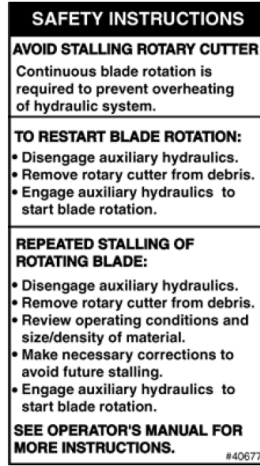 SAFETY INSTRUCTIONS
AVOID STALLING ROTARY CUTTER
Continuous blade rotation is
required to prevent overheating
of hydraulic system.
TO RESTART BLADE ROTATION:
• Disengage auxiliary hydraulics.
• Remove rotary cutter from debris.
• Engage auxiliary hydraulics to
start blade rotation.
REPEATED STALLING OF
ROTATING BLADE:
• Disengage auxiliary hydraulics.
• Remove rotary cutter from debris.
• Review operating conditions and
size/density of material.
• Make necessary corrections to
avoid future stalling.
• Engage auxiliary hydraulics to
start blade rotation.
SEE OPERATOR'S MANUAL FOR
MORE INSTRUCTIONS.
#40677